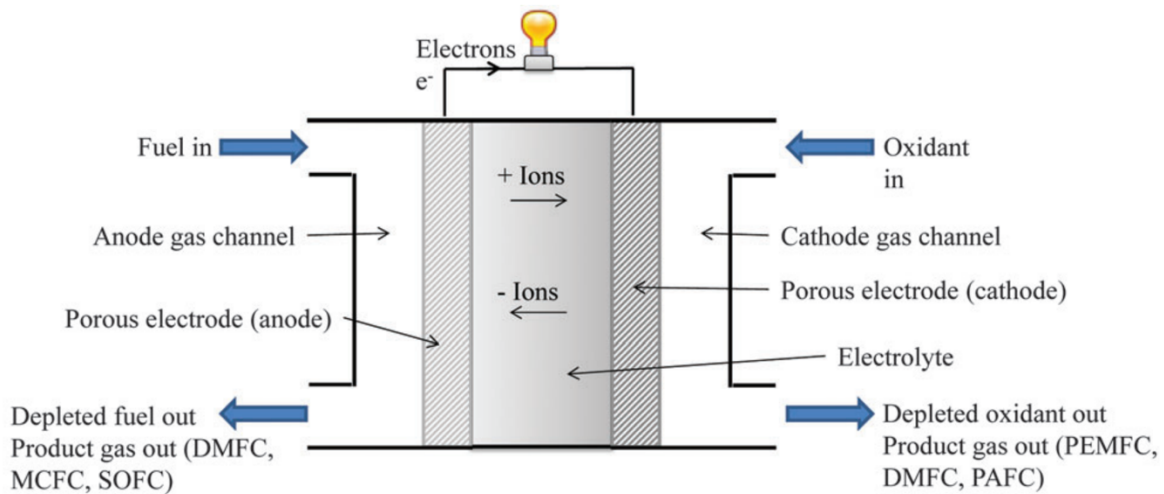 Electrons
e-
Fuel in
Oxidant
in
+ Ions
Anode gas channel
Cathode gas channel
- Ions
Porous electrode (cathode)
Porous electrode (anode)
Electrolyte
Depleted fuel out
Product gas out (DMFC,
MCFC, SOFC)
Depleted oxidant out
Product gas out (PEMFC,
DMFC, PAFC)